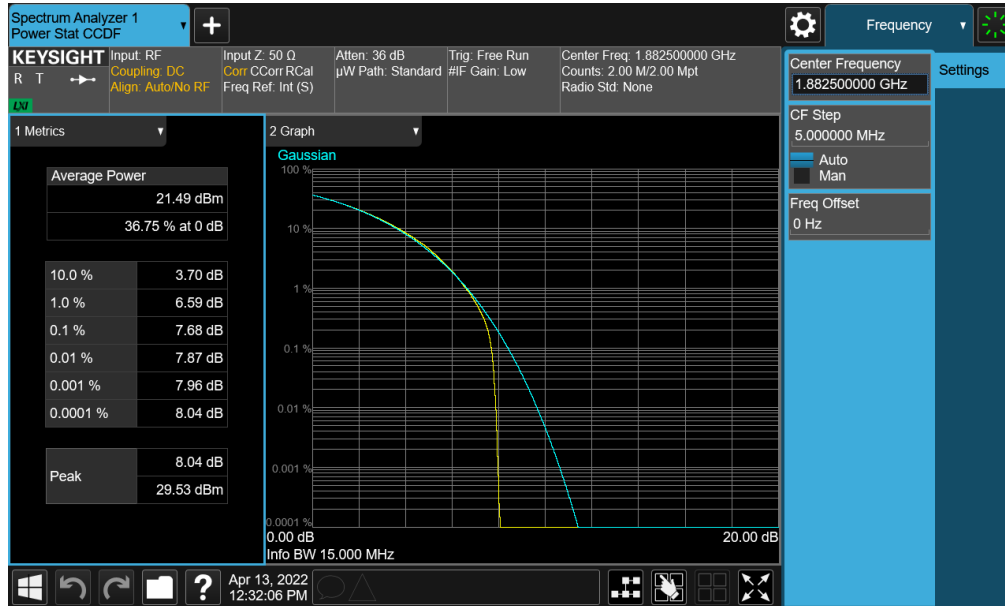 Spectrum Analyzer 1
Power Stat CCDF
+
Frequency
KEYSIGHT
R T
LXI
Input: RF
Coupling: DC
Align: Auto/No RF
Input Z: 50 Ω
Corr CCorr RCal
Freq Ref: Int (S)
Atten: 36 dB
µW Path: Standard
Trig: Free Run
#IF Gain: Low
Center Freq: 1.882500000 GHz
Counts: 2.00 M/2.00 Mpt
Radio Std: None
Center Frequency
1.882500000 GHz
Settings
CF Step
5.000000 MHz
Auto
Man
Freq Offset
0 Hz
1 Metrics
Average Power
21.49 dBm
36.75 % at 0 dB
10.0 % 3.70 dB
1.0 % 6.59 dB
0.1 % 7.68 dB
0.01 % 7.87 dB
0.001 % 7.96 dB
0.0001 % 8.04 dB
Peak
8.04 dB
29.53 dBm
2 Graph
Gaussian
100 %
10 %
1 %
0.1 %
0.01 %
0.001 %
0.0001 %
0.00 dB
20.00 dB
Info BW 15.000 MHz
?
Apr 13, 2022
12:32:06 PM